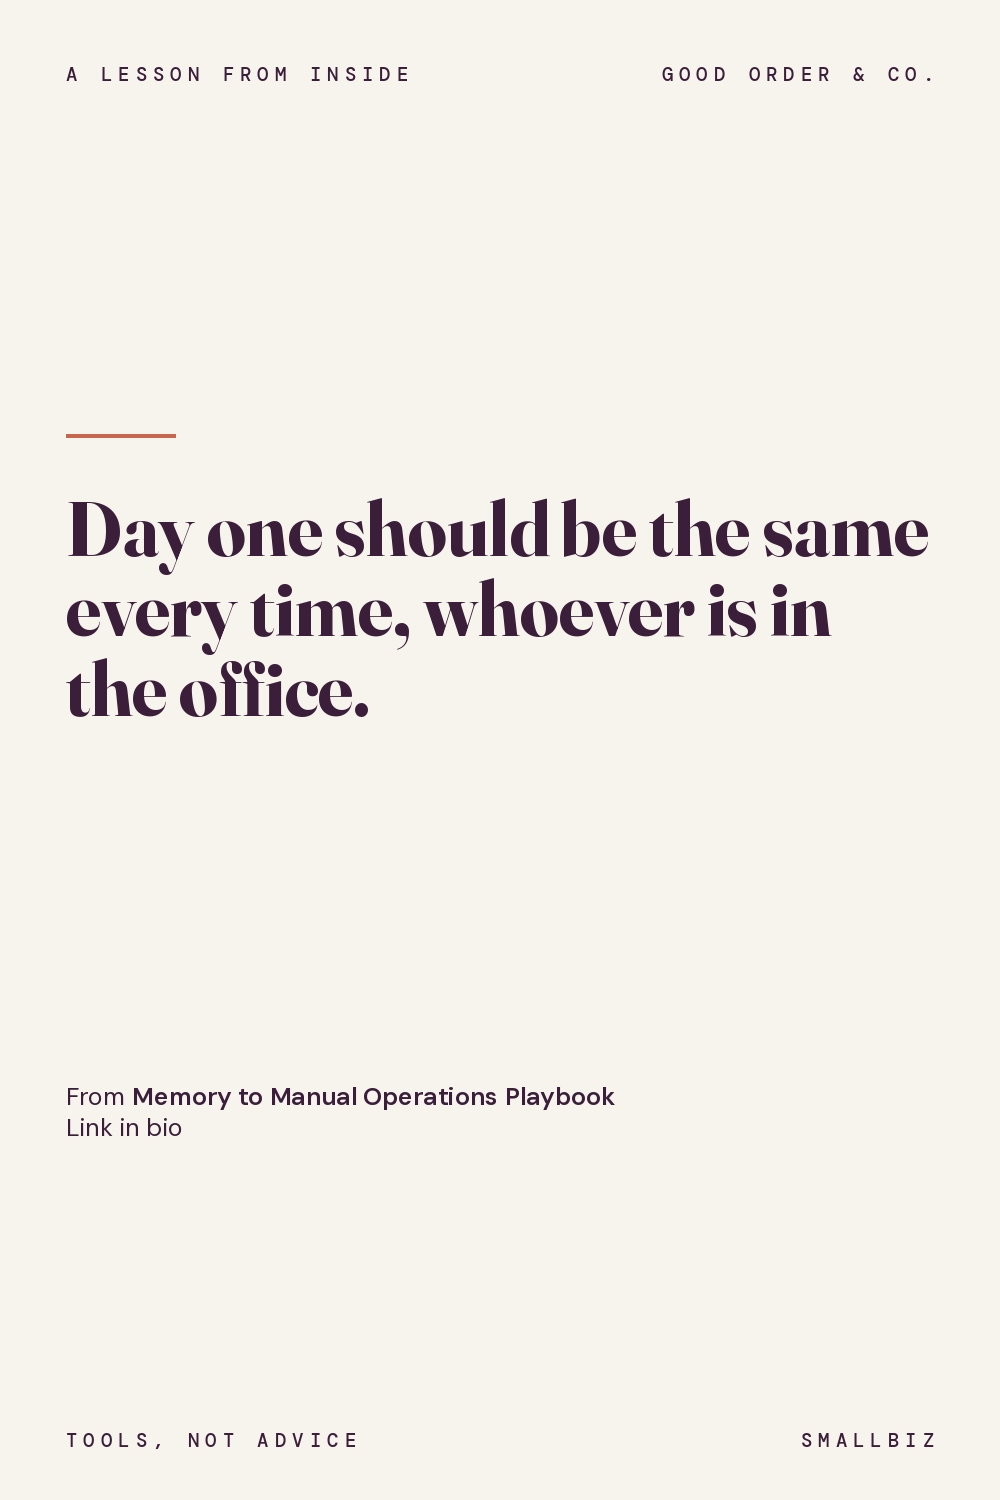 A LESSON FROM INSIDE
GOOD ORDER & CO.
Day one should be the same
every time, whoever is in
the office.
From Memory to Manual Operations Playbook
Link in bio
TOOLS, NOT ADVICE
SMALLBIZ